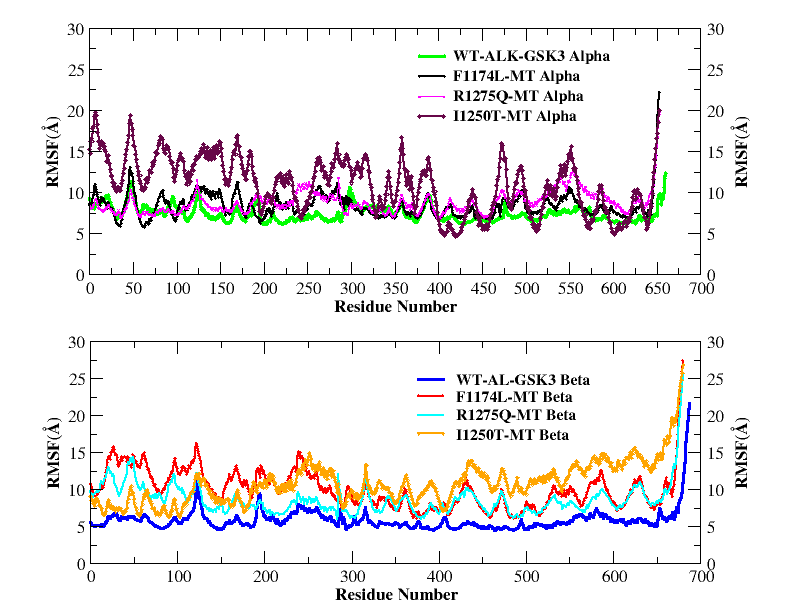 30 30
25 25
20 20
15 15
10 10
5 5
0 0
RMSF(Å)
RMSF(Å)
WT-ALK-GSK3 Alpha
F1174L-MT Alpha
R1275Q-MT Alpha
I1250T-MT Alpha
0 50 100 150 200 250 300 350 400 450 500 550 600 650 700
Residue Number
30 30
25 25
20 20
15 15
10 10
5 5
0 0
RMSF(Å)
RMSF(Å)
WT-AL-GSK3 Beta
F1174L-MT Beta
R1275Q-MT Beta
I1250T-MT Beta
0 100 200 300 400 500 600 700
Residue Number